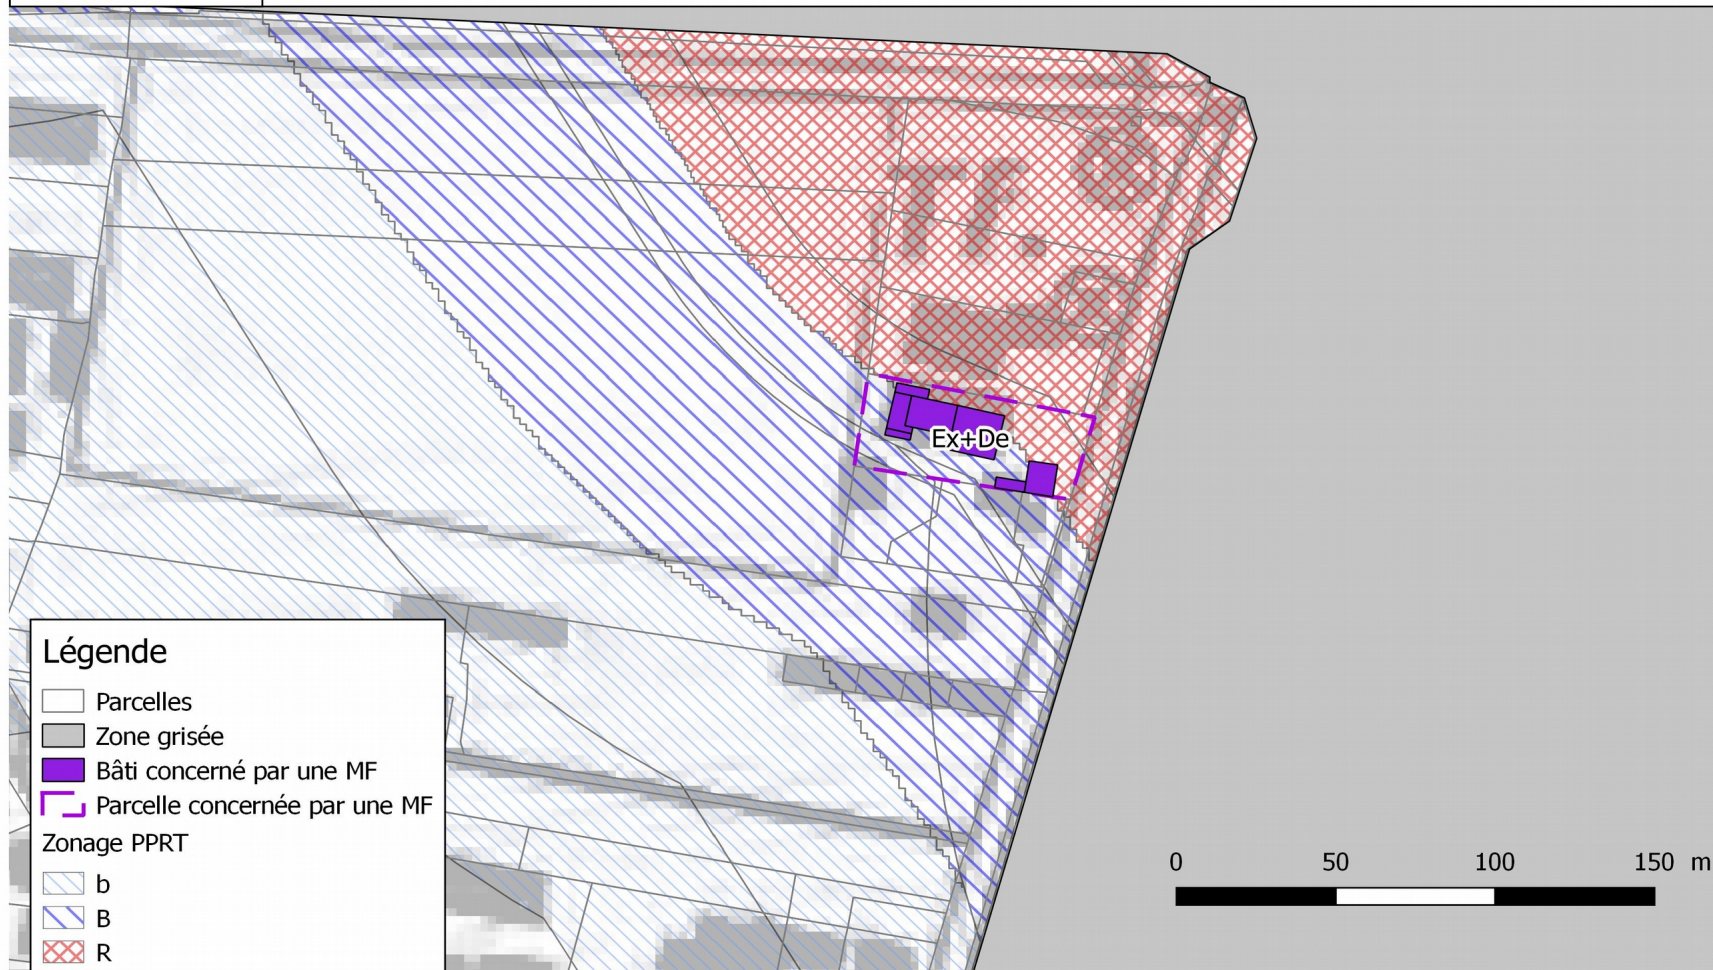 Ex+De
Légende
Parcelles
Zone grisée
Bâti concerné par une MF
Parcelle concernée par une MF
Zonage PPRT
b
B
R
0 50 100 150 m